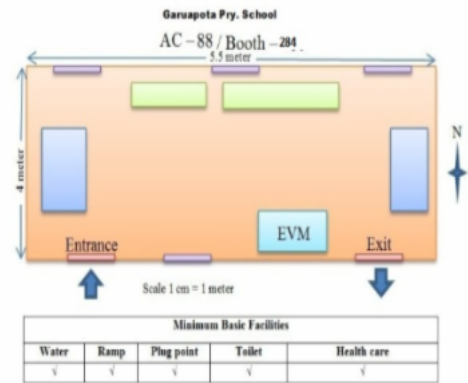 Garuapota Pry. School
AC – 88 / Booth – 284
5.5 meter
4 meter
N
EVM
Entrance
Exit
Scale 1 cm = 1 meter
Minimum Basic Facilities
Water Ramp Plug point Toilet Health care
√ √ √ √ √